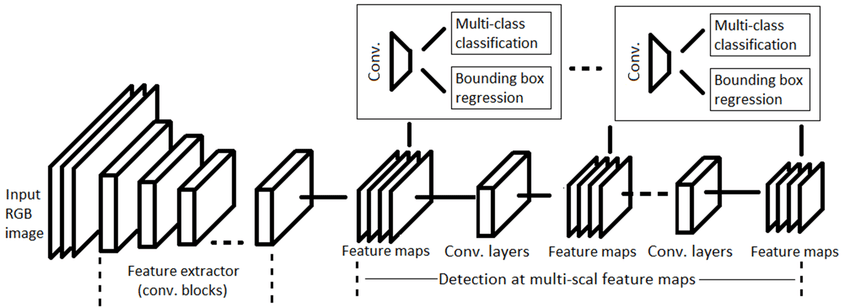 Conv.
Multi-class
classification
Bounding box
regression
Conv.
Multi-class
classification
Bounding box
regression
Input
RGB
image
Feature extractor
(conv. blocks)
Feature maps
Conv. layers
Feature maps
Conv. layers
Feature maps
Detection at multi-scal feature maps